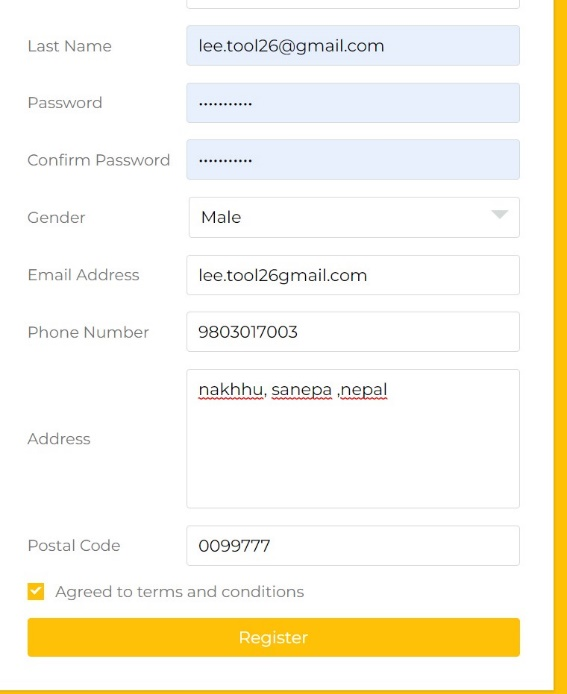 Last Name lee.tool26@gmail.com
Password •••••••••••
Confirm Password •••••••••••
Gender Male
Email Address lee.tool26gmail.com
Phone Number 9803017003
Address nakhhu, sanepa ,nepal
Postal Code 0099777
Agreed to terms and conditions
Register